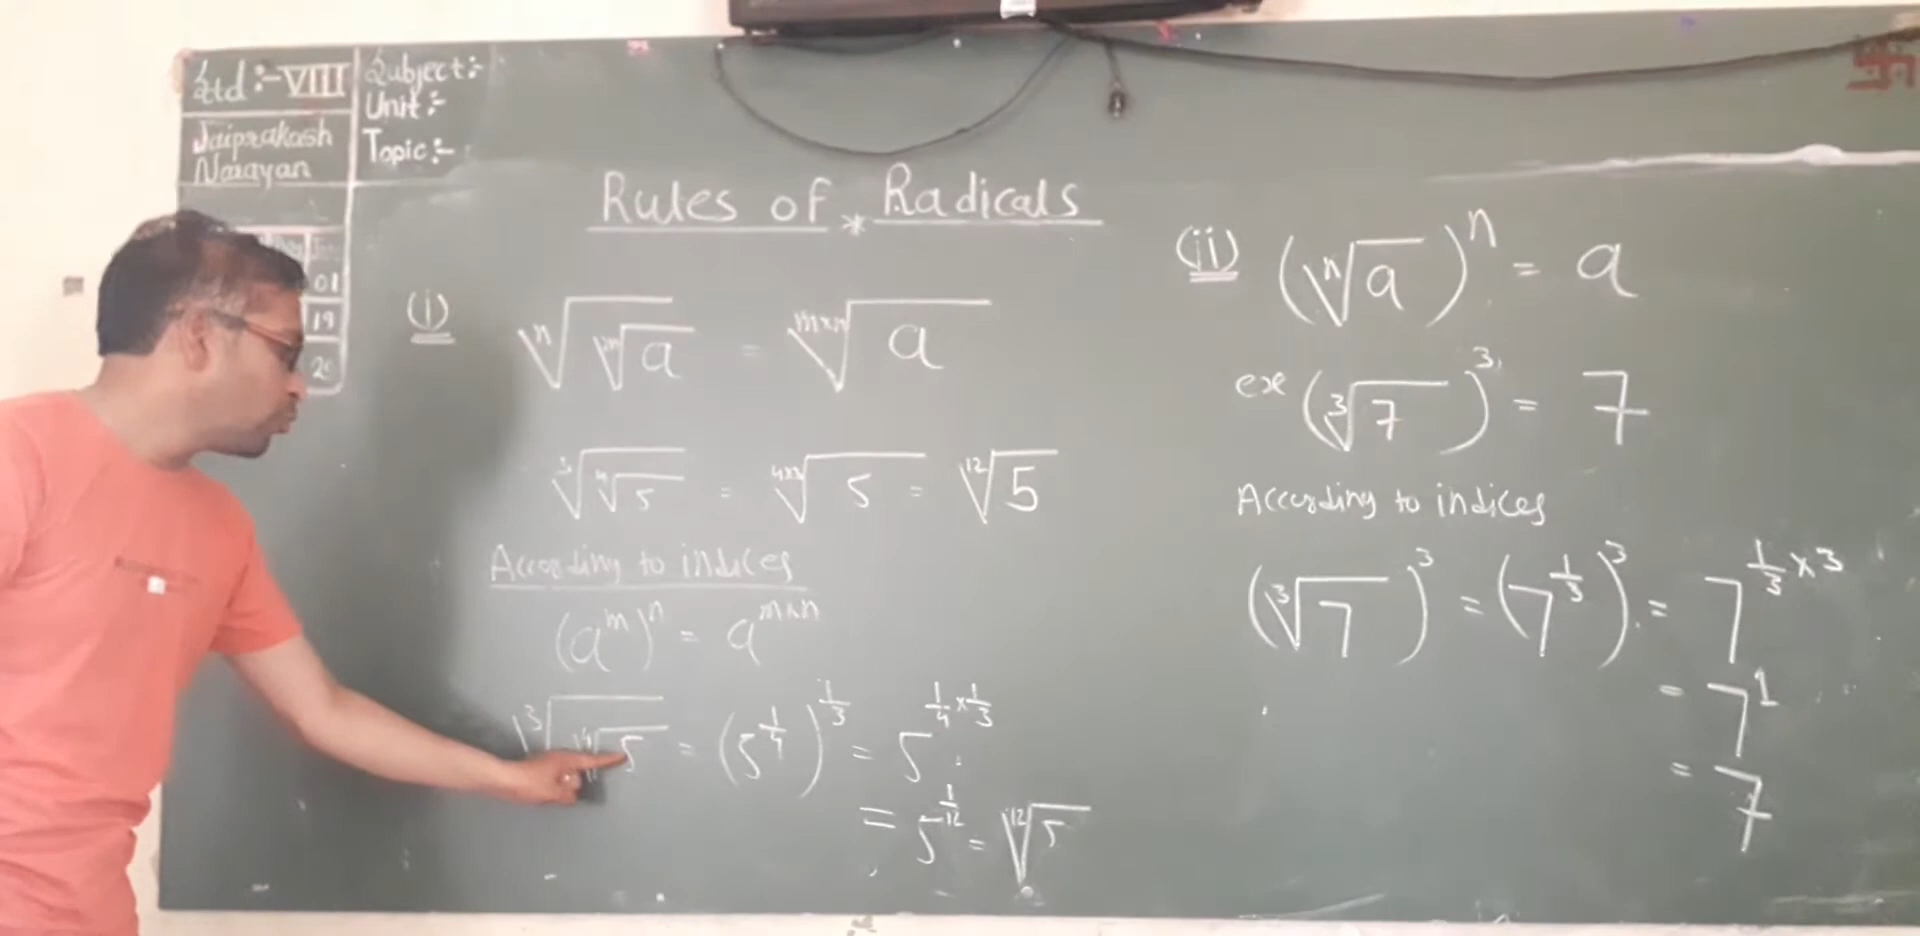 Std :- VIII
Jaiprakash
Narayan
Subject:-
Unit :-
Topic :-
01
19
20
Rules of Radicals
(i) ⁿ√(ᵐ√a) = ᵐˣⁿ√a
³√(⁴√5) = ⁴ˣ³√5 = ¹²√5
According to indices
(a^m)^n = a^(m×n)
³√(⁴√5) = (5^(1/4))^(1/3) = 5^(1/4 × 1/3)
= 5^(1/12) = ¹²√5
(ii) (ⁿ√a)^n = a
ex (³√7)^3 = 7
According to indices
(³√7)^3 = (7^(1/3))^3 = 7^(1/3 × 3)
= 7^1
= 7